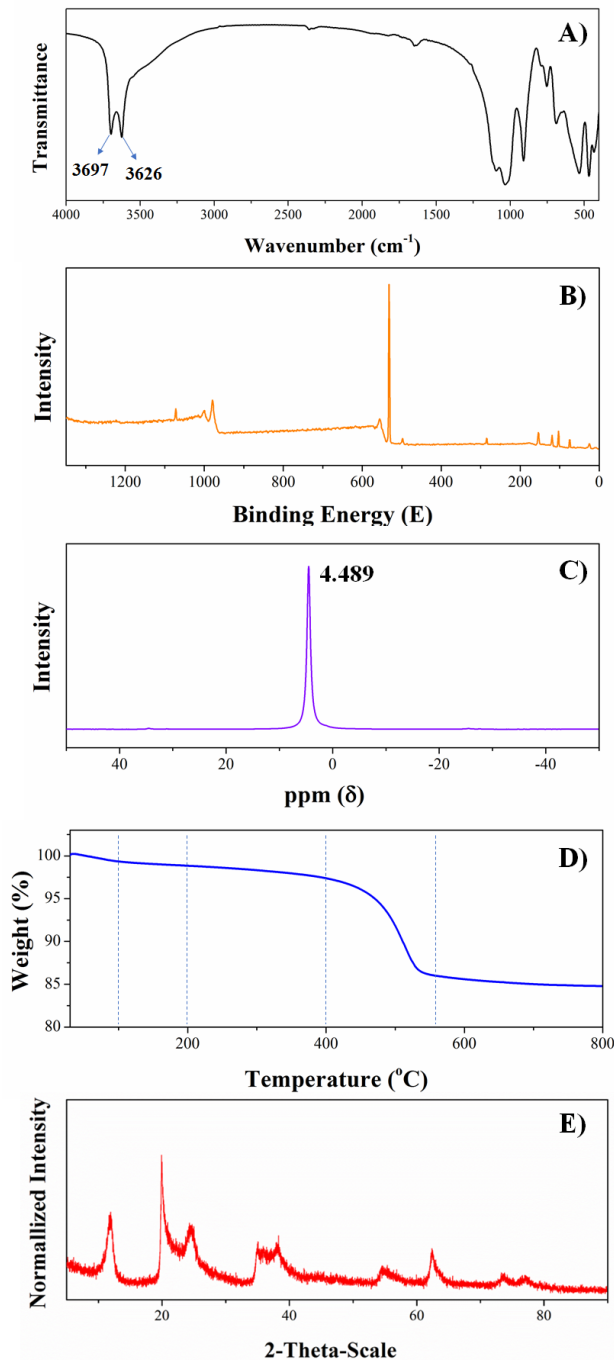 A)
Transmittance
3697
3626
4000 3500 3000 2500 2000 1500 1000 500
Wavenumber (cm⁻¹)
B)
Intensity
1200 1000 800 600 400 200 0
Binding Energy (E)
C)
4.489
Intensity
40 20 0 -20 -40
ppm (δ)
D)
100
95
90
85
80
Weight (%)
200 400 600 800
Temperature (°C)
E)
Normallized Intensity
20 40 60 80
2-Theta-Scale